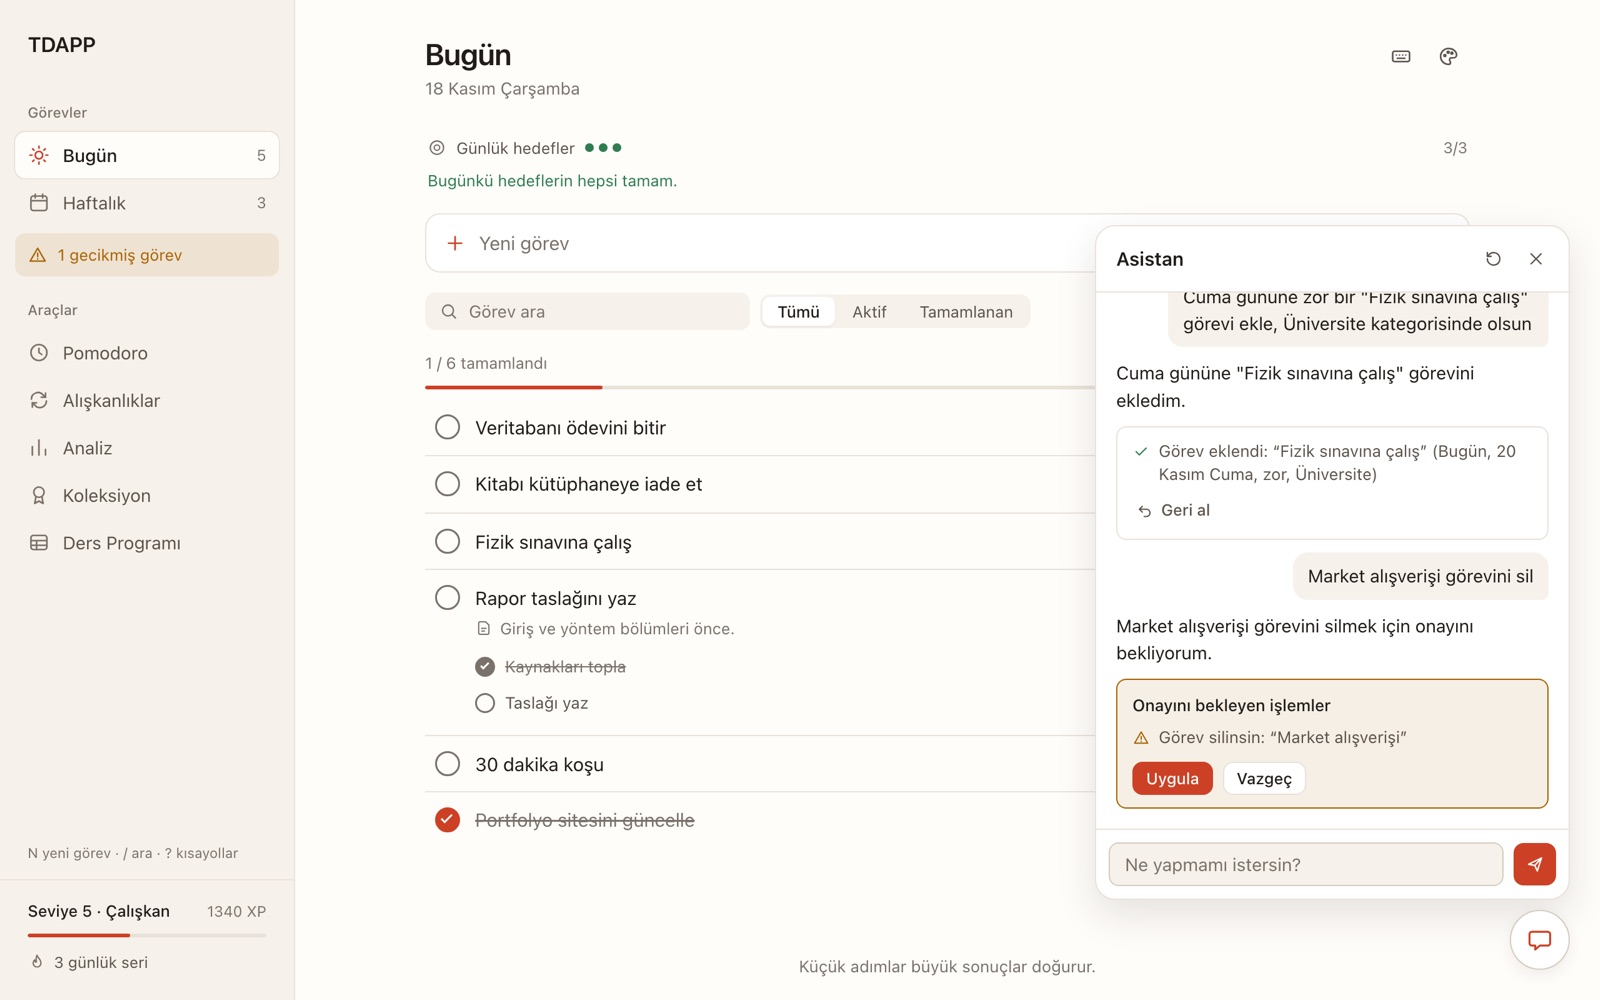 TDAPP
Görevler
Bugün 5
Haftalık 3
1 gecikmiş görev
Araçlar
Pomodoro
Alışkanlıklar
Analiz
Koleksiyon
Ders Programı
N yeni görev · / ara · ? kısayollar
Seviye 5 · Çalışkan 1340 XP
3 günlük seri
Bugün
18 Kasım Çarşamba
Günlük hedefler 3/3
Bugünkü hedeflerin hepsi tamam.
Yeni görev
Görev ara
Tümü Aktif Tamamlanan
1 / 6 tamamlandı
Veritabanı ödevini bitir
Kitabı kütüphaneye iade et
Fizik sınavına çalış
Rapor taslağını yaz
Giriş ve yöntem bölümleri önce.
Kaynakları topla
Taslağı yaz
30 dakika koşu
Portfolyo sitesini güncelle
Küçük adımlar büyük sonuçlar doğurur.
Asistan
Cuma gününe zor bir "Fizik sınavına çalış"
görevi ekle, Üniversite kategorisinde olsun
Cuma gününe "Fizik sınavına çalış" görevini
ekledim.
Görev eklendi: “Fizik sınavına çalış” (Bugün, 20
Kasım Cuma, zor, Üniversite)
Geri al
Market alışverişi görevini sil
Market alışverişi görevini silmek için onayını
bekliyorum.
Onayını bekleyen işlemler
Görev silinsin: “Market alışverişi”
Uygula Vazgeç
Ne yapmamı istersin?